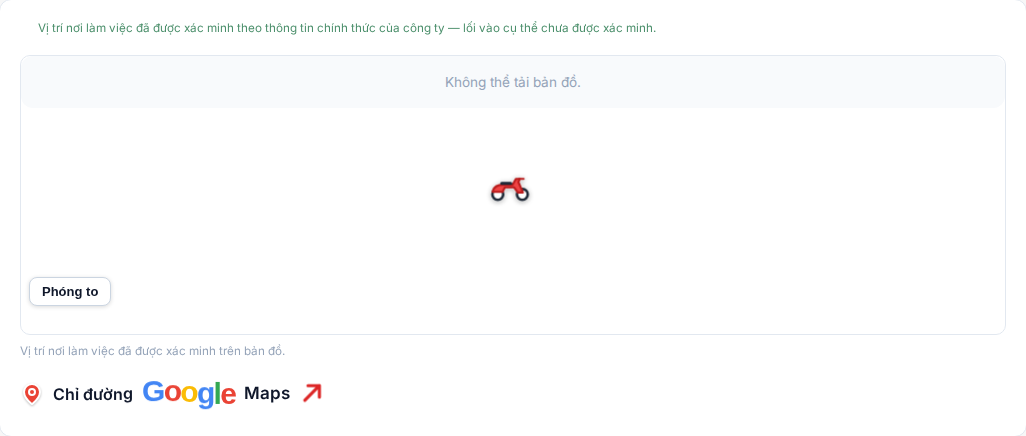 Vị trí nơi làm việc đã được xác minh theo thông tin chính thức của công ty — lối vào cụ thể chưa được xác minh.
Không thể tải bản đồ.
Phóng to
Vị trí nơi làm việc đã được xác minh trên bản đồ.
Chỉ đường Google Maps